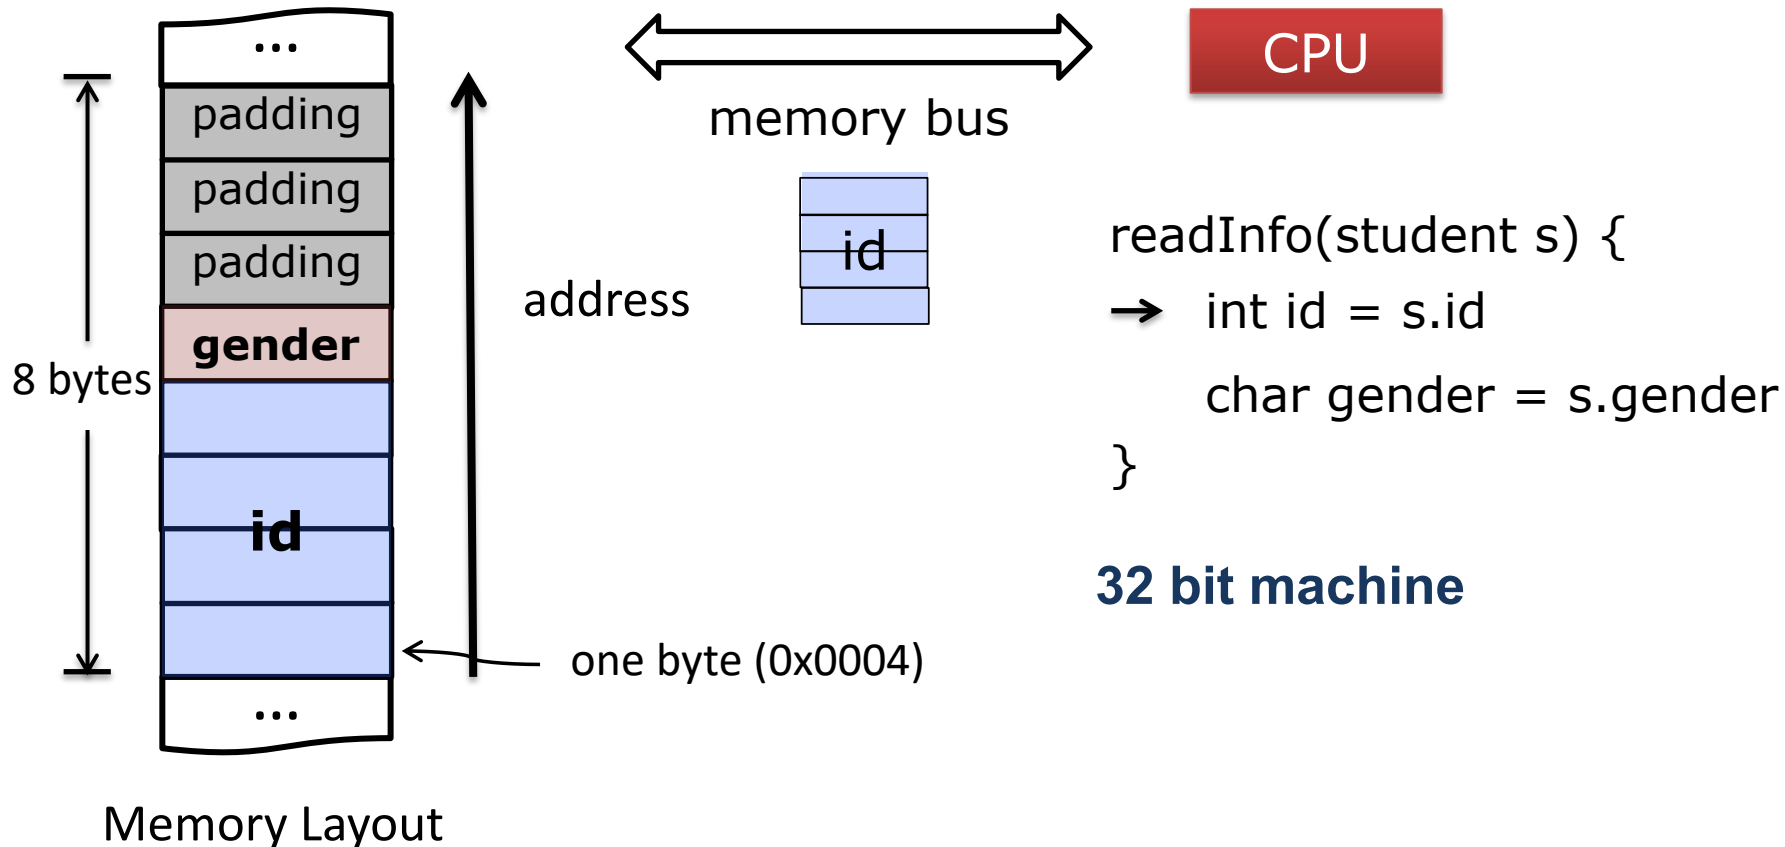 ...
padding
padding
padding
gender
id
...
8 bytes
address
one byte (0x0004)
Memory Layout
memory bus
id
CPU
readInfo(student s) {
→ int id = s.id
char gender = s.gender
}
32 bit machine